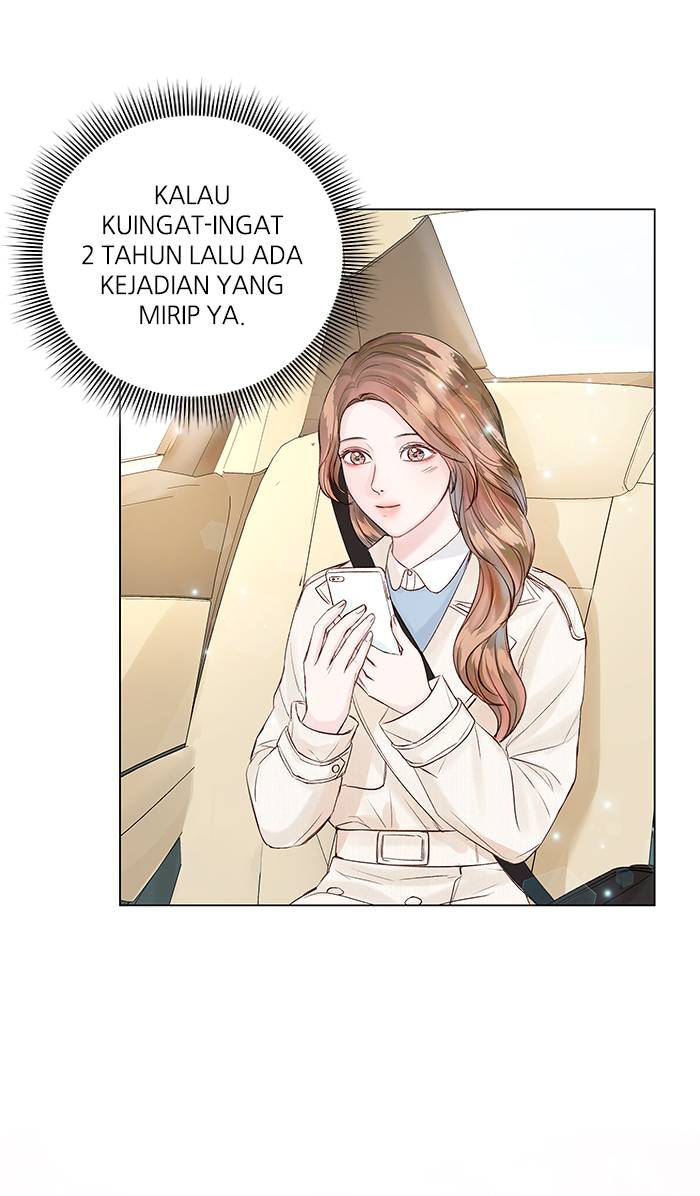 KALAU
KUINGAT-INGAT
2 TAHUN LALU ADA
KEJADIAN YANG
MIRIP YA.